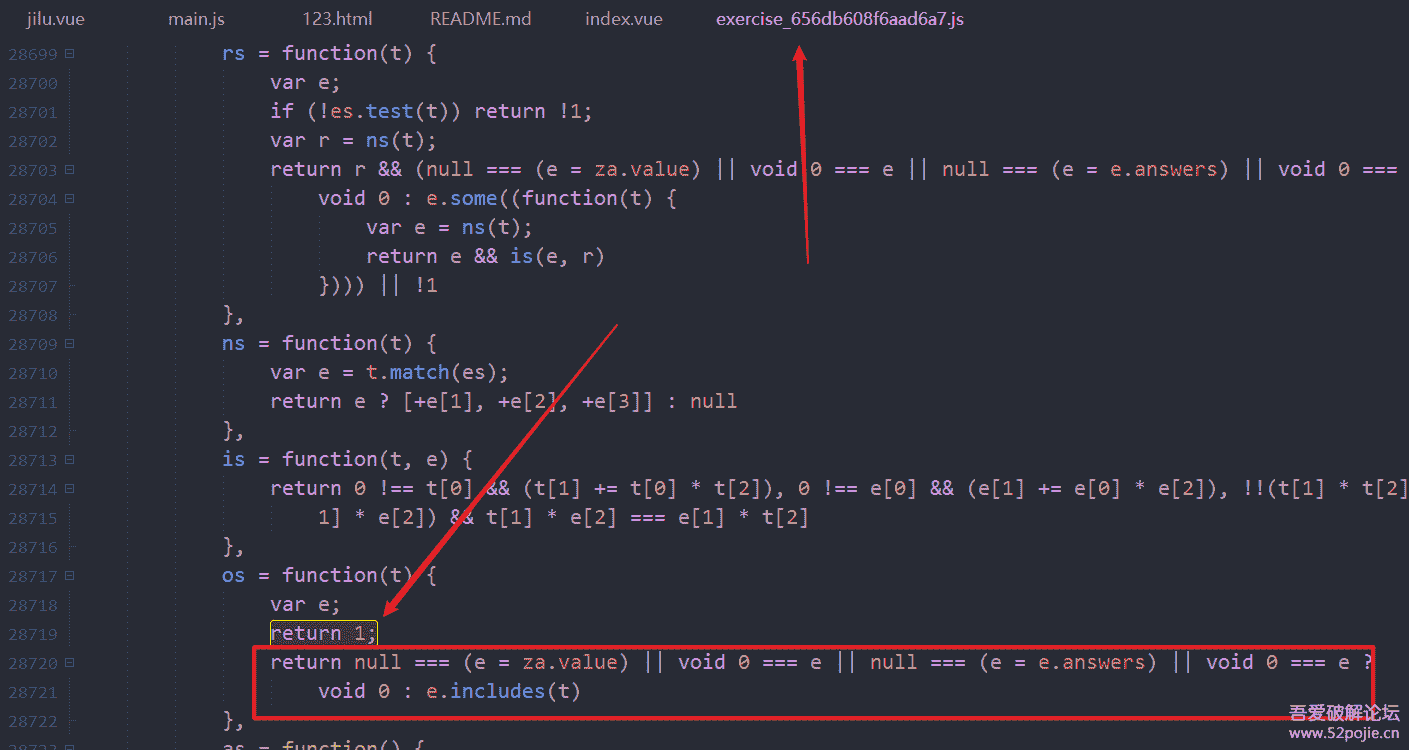 jilu.vue main.js 123.html README.md index.vue exercise_656db608f6aad6a7.js
28699 rs = function(t) {
28700 var e;
28701 if (!es.test(t)) return !1;
28702 var r = ns(t);
28703 return r && (null === (e = za.value) || void 0 === e || null === (e = e.answers) || void 0 ===
28704 void 0 : e.some((function(t) {
28705 var e = ns(t);
28706 return e && is(e, r)
28707 }))) || !1
28708 },
28709 ns = function(t) {
28710 var e = t.match(es);
28711 return e ? [+e[1], +e[2], +e[3]] : null
28712 },
28713 is = function(t, e) {
28714 return 0 !== t[0] && (t[1] += t[0] * t[2]), 0 !== e[0] && (e[1] += e[0] * e[2]), !!(t[1] * t[2]
28715 1] * e[2]) && t[1] * e[2] === e[1] * t[2]
28716 },
28717 os = function(t) {
28718 var e;
28719 return 1;
28720 return null === (e = za.value) || void 0 === e || null === (e = e.answers) || void 0 === e ?
28721 void 0 : e.includes(t)
28722 },
28723 as = function() {
吾爱破解论坛
www.52pojie.cn